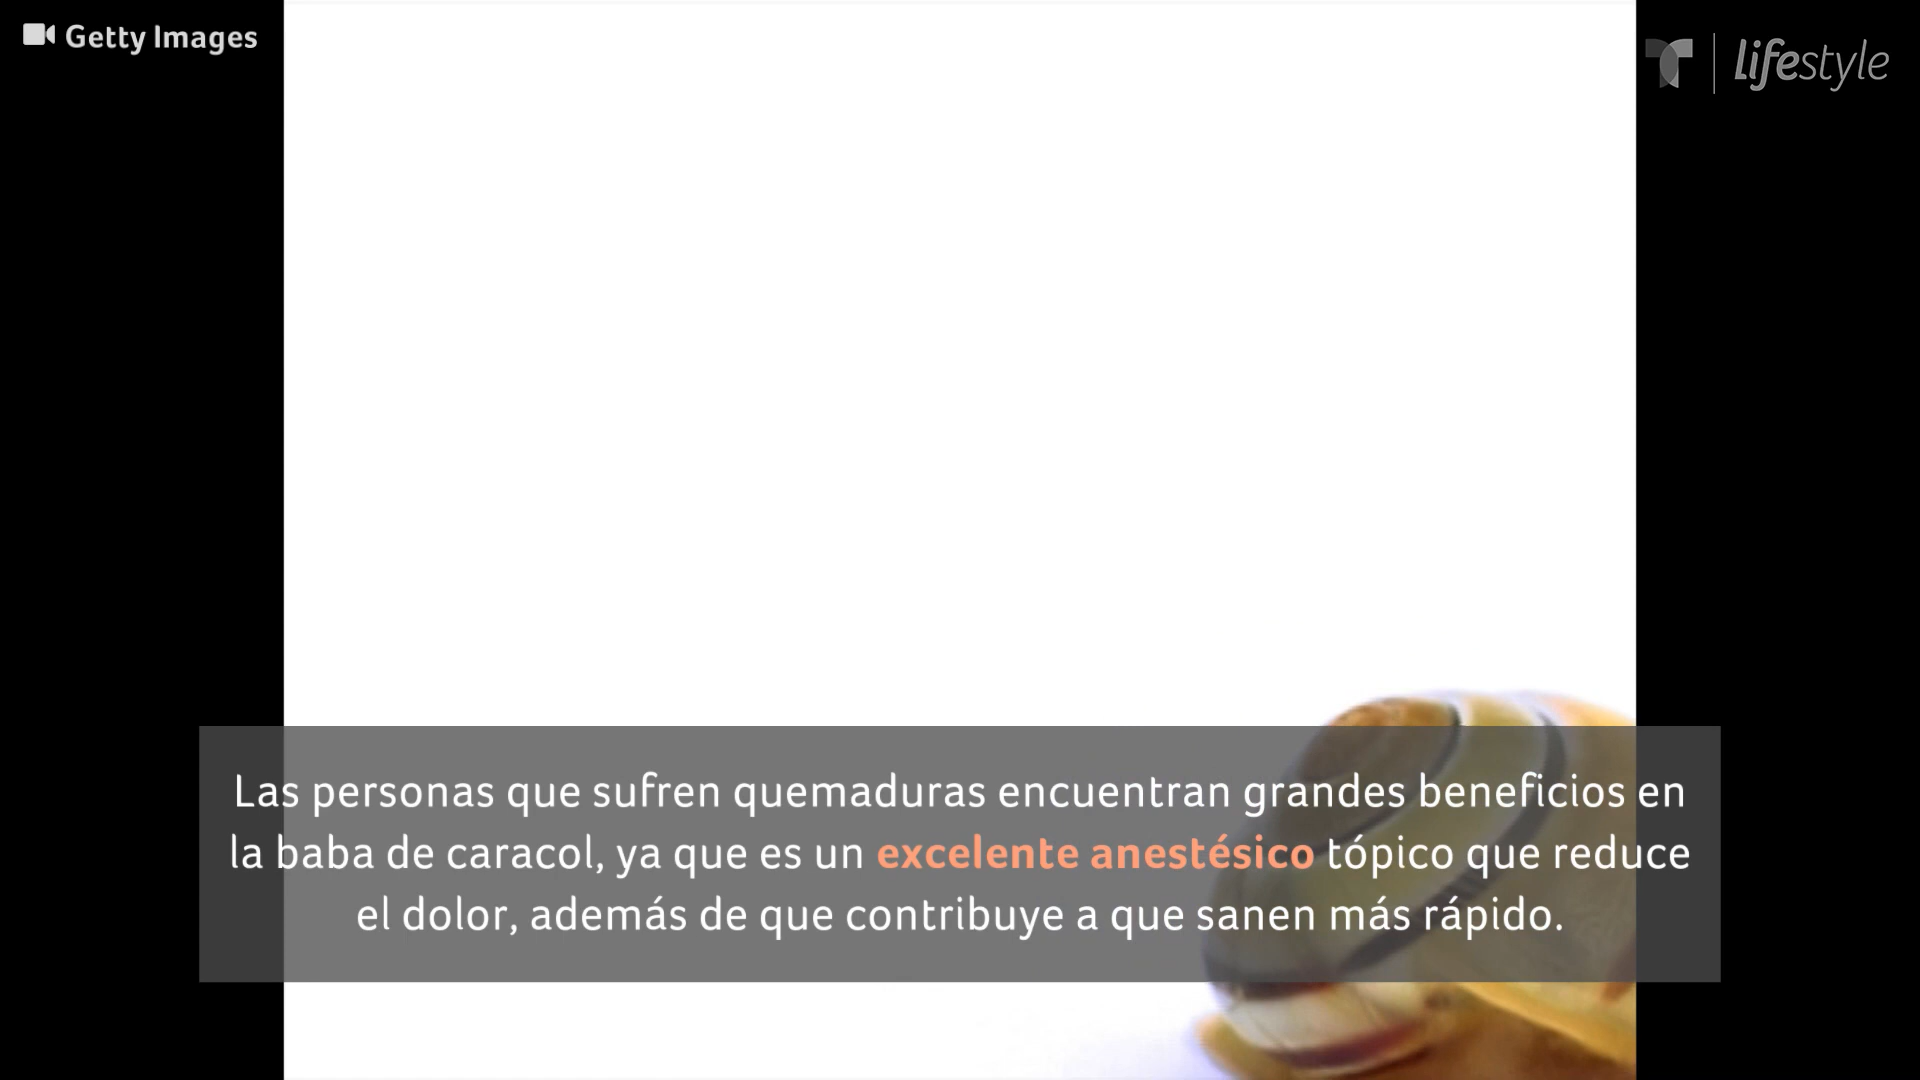 Getty Images
lifestyle
Las personas que sufren quemaduras encuentran grandes beneficios en
la baba de caracol, ya que es un excelente anestésico tópico que reduce
el dolor, además de que contribuye a que sanen más rápido.